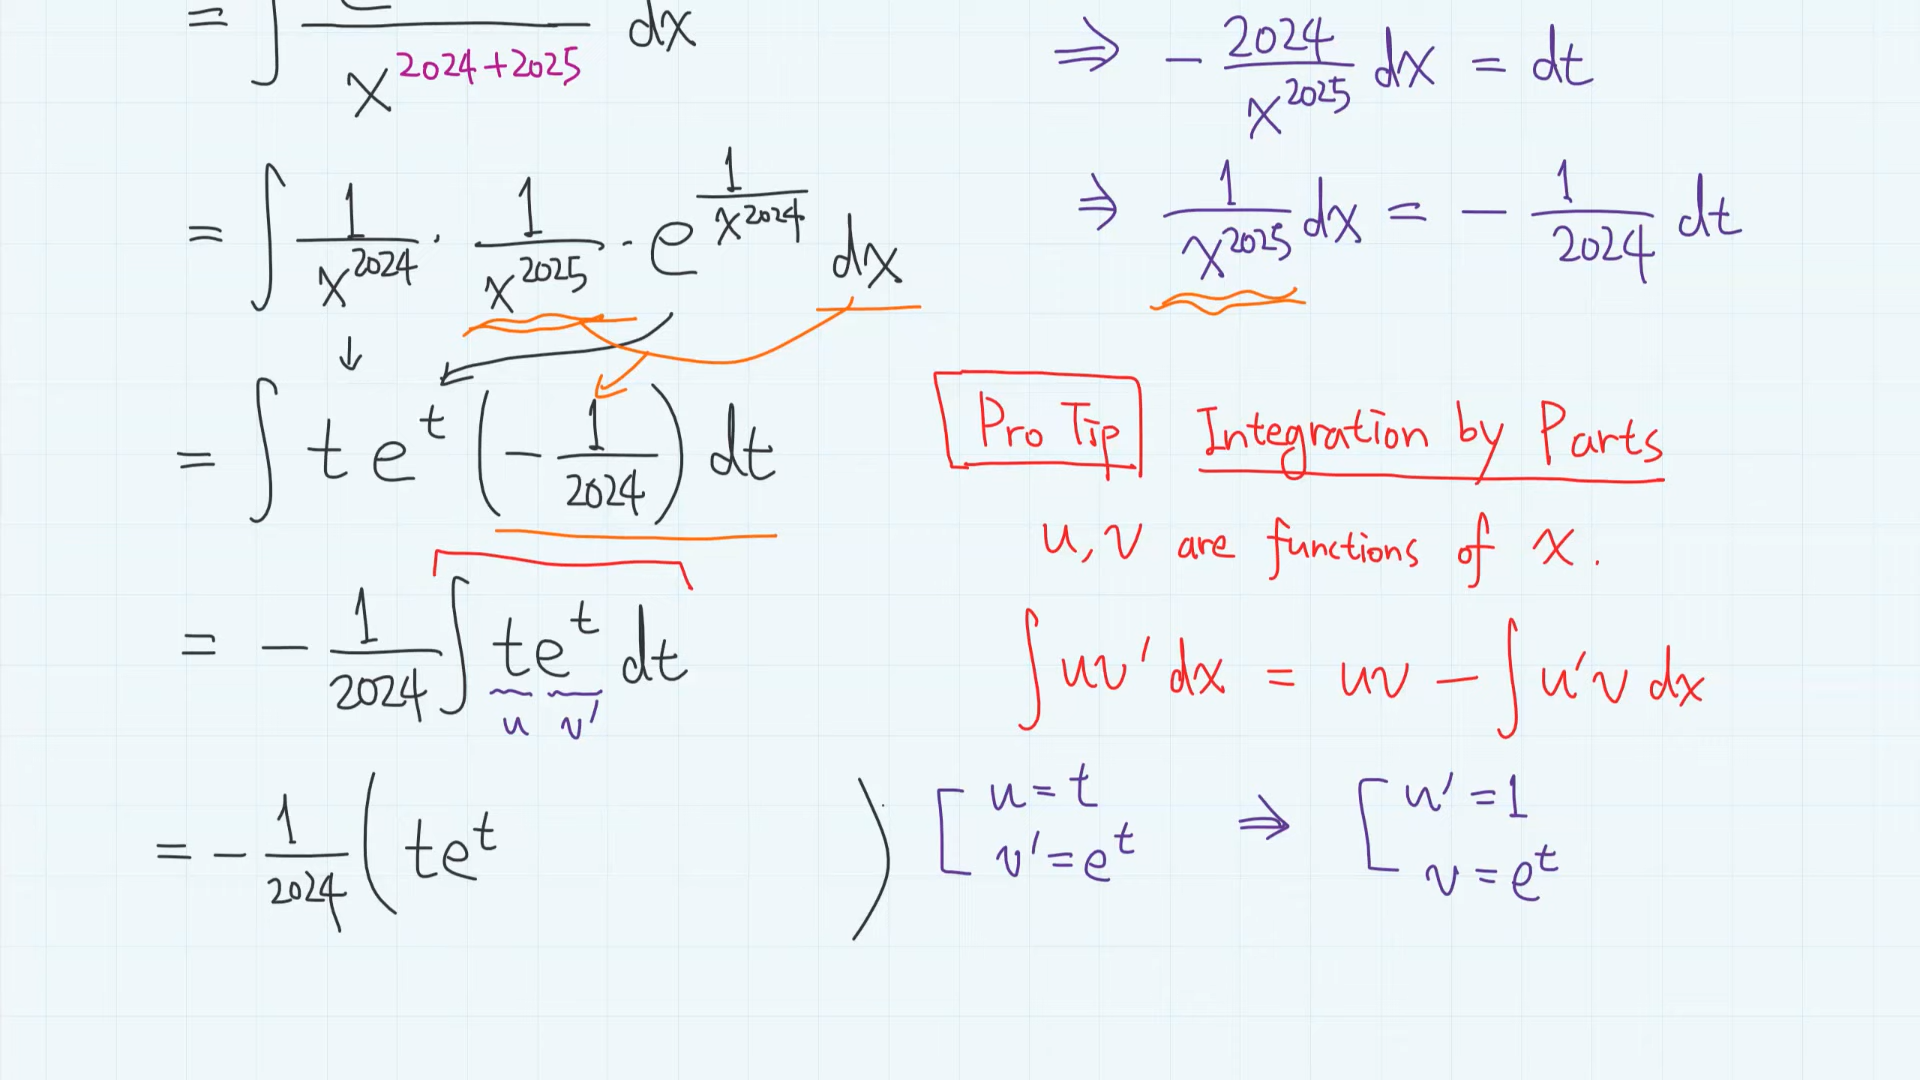 = ∫ / x^(2024+2025) dx
= ∫ 1/x^2024 · 1/x^2025 · e^(1/x^2024) dx
↓
= ∫ t e^t (− 1/2024) dt
= − 1/2024 ∫ te^t dt
u v'
= − 1/2024 ( te^t )
⇒ − 2024/x^2025 dx = dt
⇒ 1/x^2025 dx = − 1/2024 dt
Pro Tip Integration by Parts
u, v are functions of x.
∫ uv' dx = uv − ∫ u'v dx
[ u = t ⇒ [ u' = 1
v' = e^t v = e^t